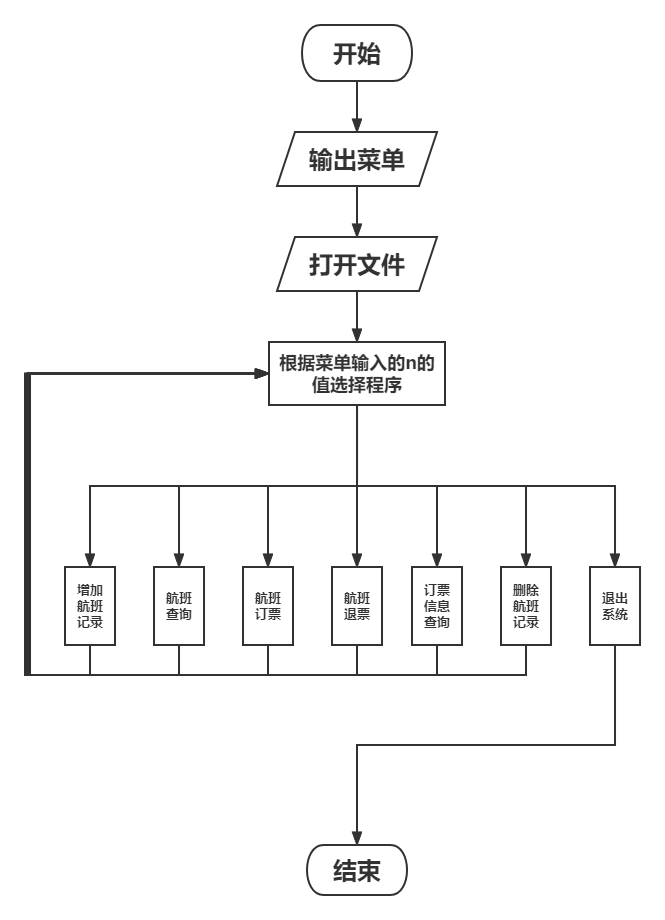 开始
输出菜单
打开文件
根据菜单输入的n的
值选择程序
增加
航班
记录
航班
查询
航班
订票
航班
退票
订票
信息
查询
删除
航班
记录
退出
系统
结束